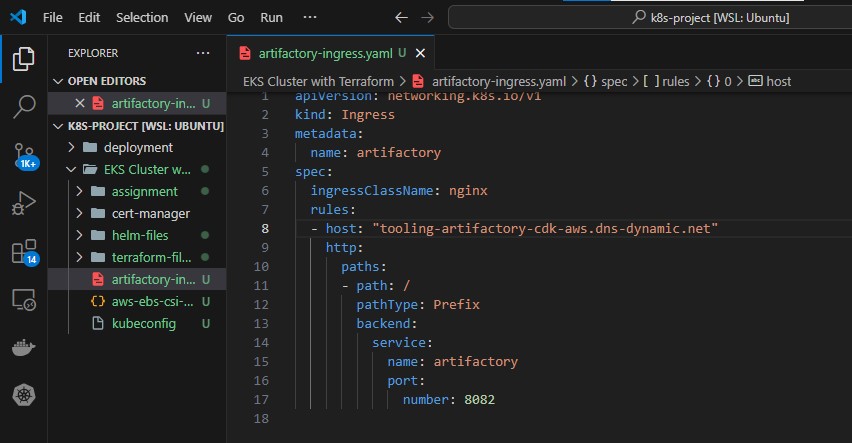 File Edit Selection View Go Run ··· k8s-project [WSL: Ubuntu]
EXPLORER ···
OPEN EDITORS
artifactory-in... U
K8S-PROJECT [WSL: UBUNTU]
deployment
EKS Cluster w...
assignment
cert-manager
helm-files
terraform-fil...
artifactory-in... U
aws-ebs-csi-... U
kubeconfig U
1K+
14
artifactory-ingress.yaml U
EKS Cluster with Terraform > artifactory-ingress.yaml > {} spec > [ ] rules > {} 0 > abc host
1 apiVersion: networking.k8s.io/v1
2 kind: Ingress
3 metadata:
4 name: artifactory
5 spec:
6 ingressClassName: nginx
7 rules:
8 - host: "tooling-artifactory-cdk-aws.dns-dynamic.net"
9 http:
10 paths:
11 - path: /
12 pathType: Prefix
13 backend:
14 service:
15 name: artifactory
16 port:
17 number: 8082
18